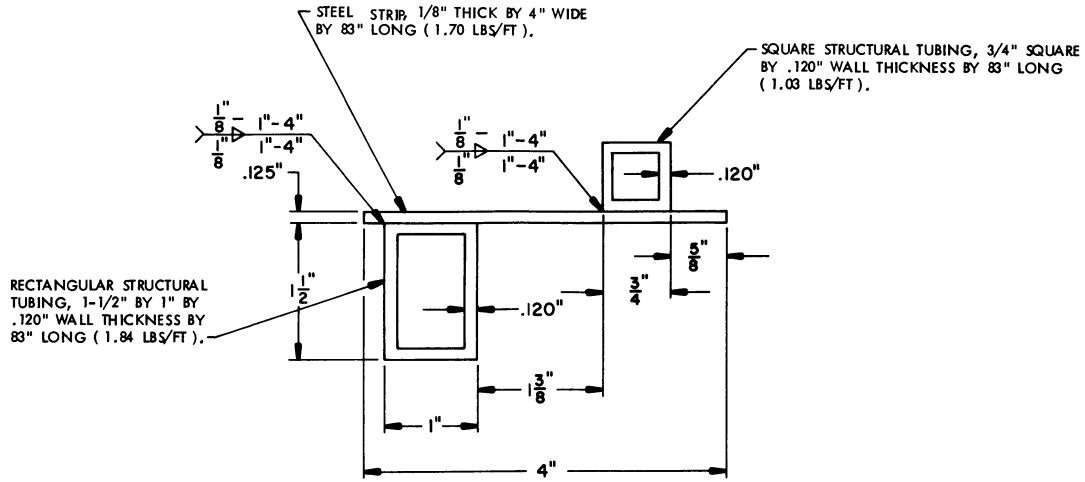 STEEL STRIP, 1/8" THICK BY 4" WIDE
BY 83" LONG (1.70 LBS/FT).
SQUARE STRUCTURAL TUBING, 3/4" SQUARE
BY .120" WALL THICKNESS BY 83" LONG
(1.03 LBS/FT).
1/8" 1"-4"
1/8" 1"-4"
1/8" 1"-4"
1/8" 1"-4"
.125"
.120"
5/8"
3/4"
1 1/2"
RECTANGULAR STRUCTURAL
TUBING, 1-1/2" BY 1" BY
.120" WALL THICKNESS BY
83" LONG (1.84 LBS/FT).
.120"
1 3/8"
1"
4"